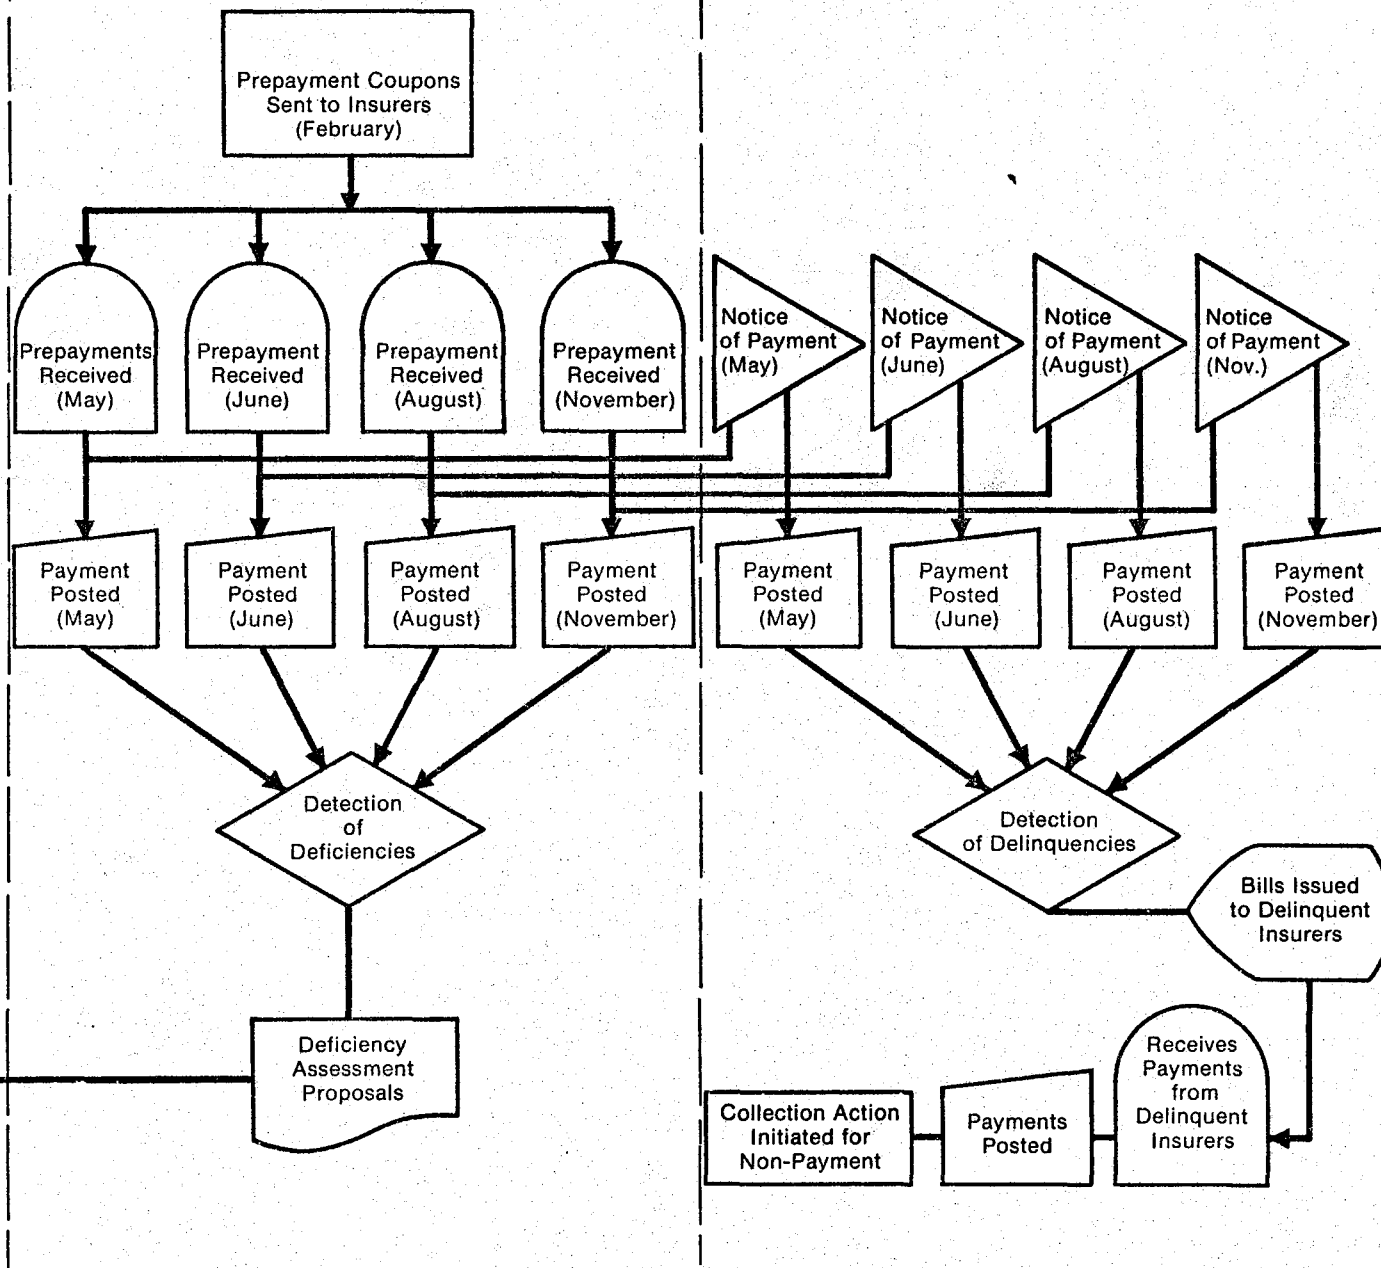 Prepayment Coupons
Sent to Insurers
(February)
Prepayments
Received
(May)
Prepayment
Received
(June)
Prepayment
Received
(August)
Prepayment
Received
(November)
Notice
of Payment
(May)
Notice
of Payment
(June)
Notice
of Payment
(August)
Notice
of Payment
(Nov.)
Payment
Posted
(May)
Payment
Posted
(June)
Payment
Posted
(August)
Payment
Posted
(November)
Payment
Posted
(May)
Payment
Posted
(June)
Payment
Posted
(August)
Payment
Posted
(November)
Detection
of
Deficiencies
Detection
of Delinquencies
Bills Issued
to Delinquent
Insurers
Deficiency
Assessment
Proposals
Receives
Payments
from
Delinquent
Insurers
Payments
Posted
Collection Action
Initiated for
Non-Payment